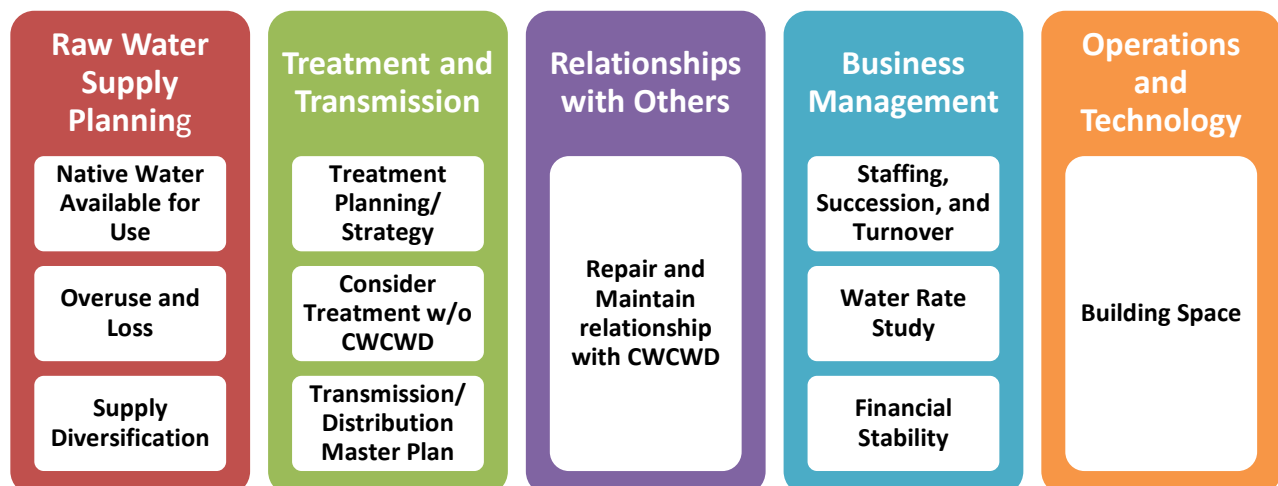 Raw Water
Supply
Planning
Native Water
Available for
Use
Overuse and
Loss
Supply
Diversification
Treatment and
Transmission
Treatment
Planning/
Strategy
Consider
Treatment w/o
CWCWD
Transmission/
Distribution
Master Plan
Relationships
with Others
Repair and
Maintain
relationship
with CWCWD
Business
Management
Staffing,
Succession, and
Turnover
Water Rate
Study
Financial
Stability
Operations
and
Technology
Building Space